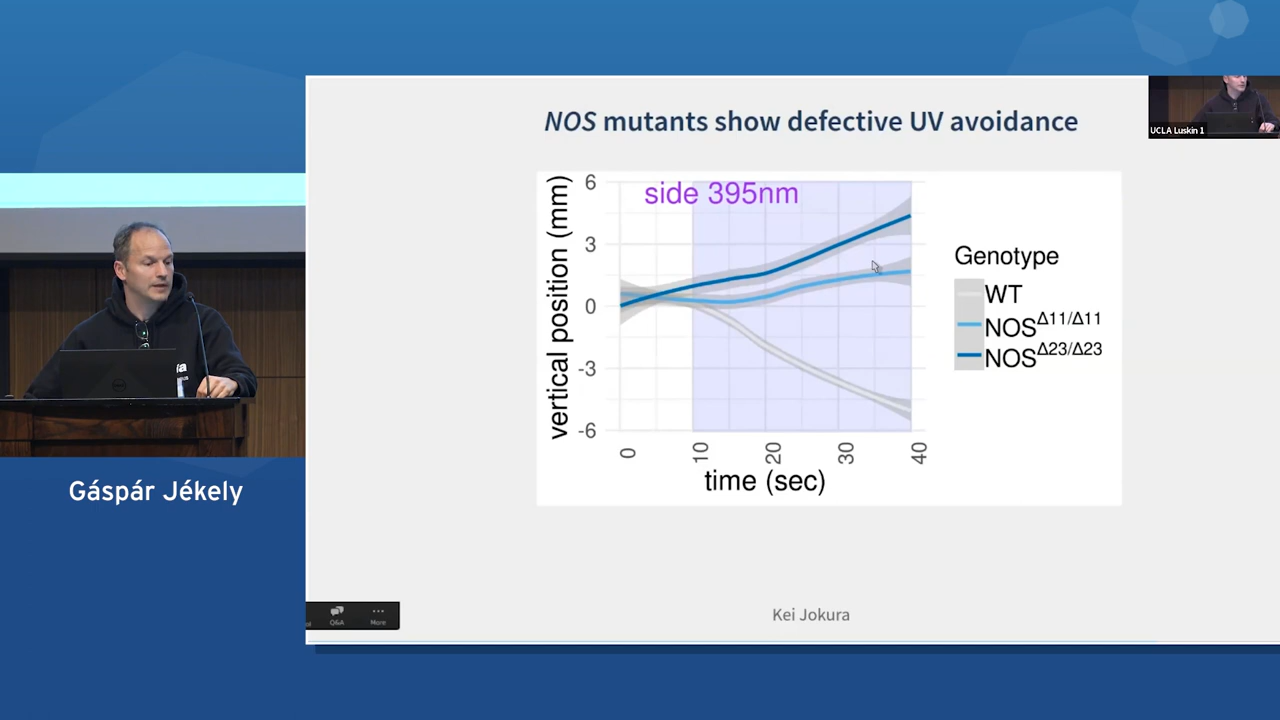 NOS mutants show defective UV avoidance
UCLA Luskin 1
side 395nm
vertical position (mm)
6
3
0
-3
-6
0
10
20
30
40
time (sec)
Genotype
WT
NOSΔ11/Δ11
NOSΔ23/Δ23
Gáspár Jékely
Kei Jokura
Q&A
More